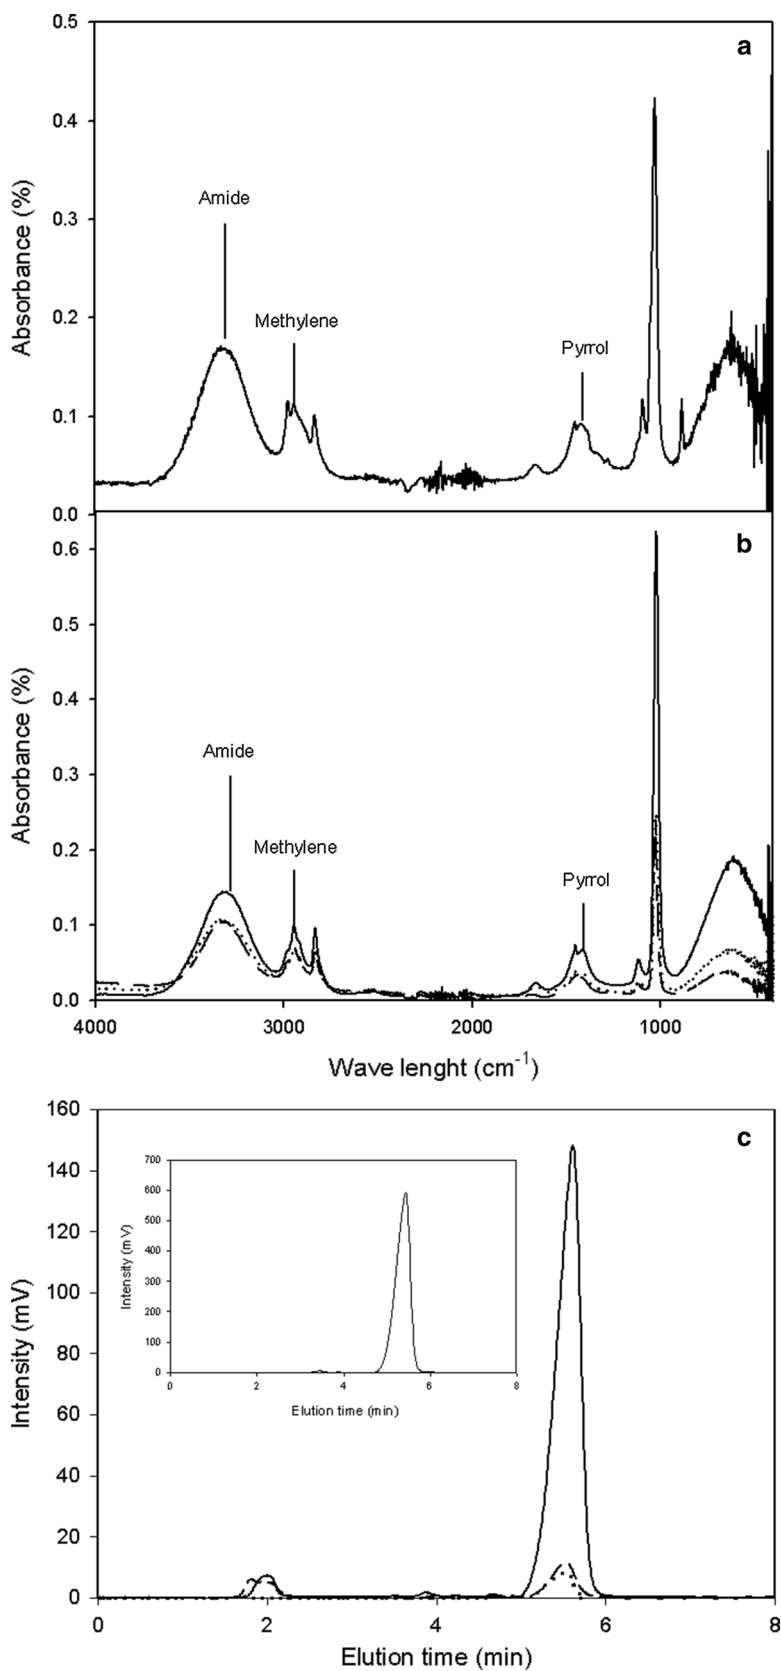 a
0.5
0.4
0.3
0.2
0.1
0.0
Absorbance (%)
Amide
Methylene
Pyrrol
b
0.6
0.5
0.4
0.3
0.2
0.1
0.0
Absorbance (%)
Amide
Methylene
Pyrrol
4000 3000 2000 1000
Wave lenght (cm-1)
c
160
140
120
100
80
60
40
20
0
Intensity (mV)
700
600
500
400
300
200
100
0
Intensity (mV)
0 2 4 6 8
Elution time (min)
0 2 4 6 8
Elution time (min)